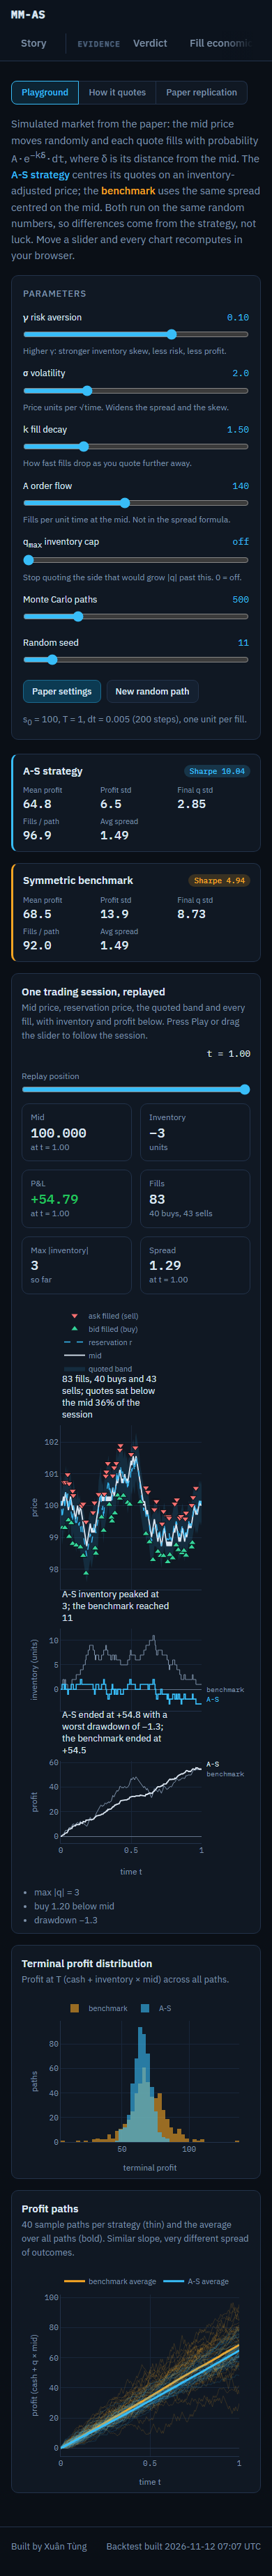 MM-AS
Story EVIDENCE Verdict Fill economic
Playground How it quotes Paper replication
Simulated market from the paper: the mid price
moves randomly and each quote fills with probability
A·e^−kδ·dt, where δ is its distance from the mid. The
A-S strategy centres its quotes on an inventory-
adjusted price; the benchmark uses the same spread
centred on the mid. Both run on the same random
numbers, so differences come from the strategy, not
luck. Move a slider and every chart recomputes in
your browser.
PARAMETERS
γ risk aversion 0.10
Higher γ: stronger inventory skew, less risk, less profit.
σ volatility 2.0
Price units per √time. Widens the spread and the skew.
k fill decay 1.50
How fast fills drop as you quote further away.
A order flow 140
Fills per unit time at the mid. Not in the spread formula.
qmax inventory cap off
Stop quoting the side that would grow |q| past this. 0 = off.
Monte Carlo paths 500
Random seed 11
Paper settings New random path
s0 = 100, T = 1, dt = 0.005 (200 steps), one unit per fill.
A-S strategy Sharpe 10.04
Mean profit Profit std Final q std
64.8 6.5 2.85
Fills / path Avg spread
96.9 1.49
Symmetric benchmark Sharpe 4.94
Mean profit Profit std Final q std
68.5 13.9 8.73
Fills / path Avg spread
92.0 1.49
One trading session, replayed
Mid price, reservation price, the quoted band and every
fill, with inventory and profit below. Press Play or drag
the slider to follow the session.
t = 1.00
Replay position
Mid Inventory
100.000 −3
at t = 1.00 units
P&L Fills
+54.79 83
at t = 1.00 40 buys, 43 sells
Max |inventory| Spread
3 1.29
so far at t = 1.00
ask filled (sell)
bid filled (buy)
reservation r
mid
quoted band
83 fills, 40 buys and 43
sells; quotes sat below
the mid 36% of the
session
102
101
100
99
98
price
A-S inventory peaked at
3; the benchmark reached
11
10
5
0
inventory (units)
benchmark
A-S
A-S ended at +54.8 with a
worst drawdown of −1.3;
the benchmark ended at
+54.5
60
40
20
0
profit
A-S
benchmark
0 0.5 1
time t
• max |q| = 3
• buy 1.20 below mid
• drawdown −1.3
Terminal profit distribution
Profit at T (cash + inventory × mid) across all paths.
benchmark A-S
80
60
40
20
0
paths
50 100
terminal profit
Profit paths
40 sample paths per strategy (thin) and the average
over all paths (bold). Similar slope, very different spread
of outcomes.
benchmark average A-S average
100
80
60
40
20
0
profit (cash + q × mid)
0 0.5 1
time t
Built by Xuân Tùng Backtest built 2026-11-12 07:07 UTC